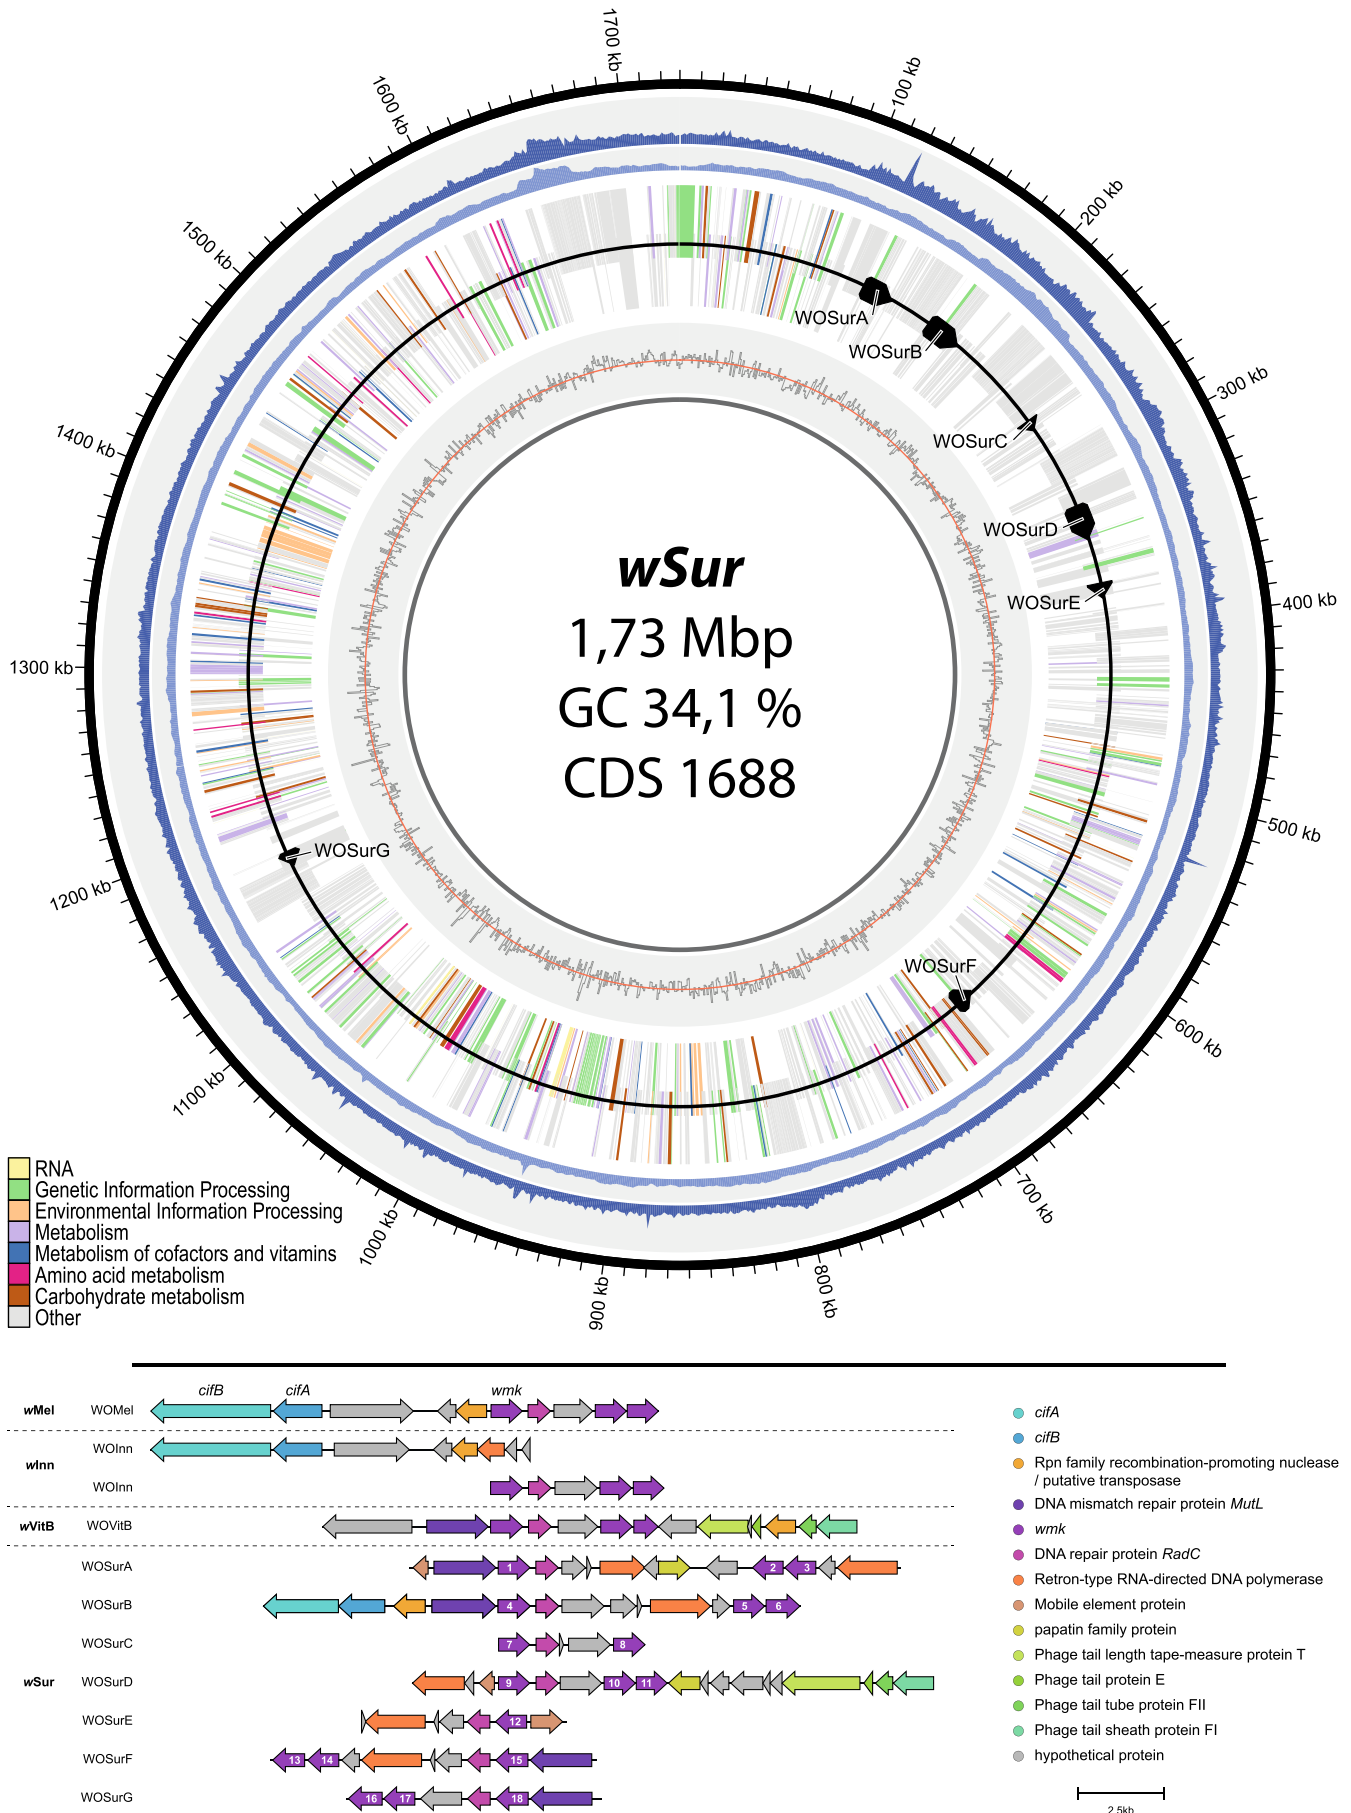 1700 kb
100 kb
200 kb
300 kb
400 kb
500 kb
600 kb
700 kb
800 kb
900 kb
1000 kb
1100 kb
1200 kb
1300 kb
1400 kb
1500 kb
1600 kb
WOSurA
WOSurB
WOSurC
WOSurD
WOSurE
WOSurF
WOSurG
wSur
1,73 Mbp
GC 34,1 %
CDS 1688
RNA
Genetic Information Processing
Environmental Information Processing
Metabolism
Metabolism of cofactors and vitamins
Amino acid metabolism
Carbohydrate metabolism
Other
cifB cifA wmk
wMel WOMel
WOInn
wInn
WOInn
wVitB WOVitB
WOSurA 1 2 3
WOSurB 4 5 6
WOSurC 7 8
wSur WOSurD 9 10 11
WOSurE 12
WOSurF 13 14 15
WOSurG 16 17 18
cifA
cifB
Rpn family recombination-promoting nuclease
/ putative transposase
DNA mismatch repair protein MutL
wmk
DNA repair protein RadC
Retron-type RNA-directed DNA polymerase
Mobile element protein
papatin family protein
Phage tail length tape-measure protein T
Phage tail protein E
Phage tail tube protein FII
Phage tail sheath protein FI
hypothetical protein
2.5kb